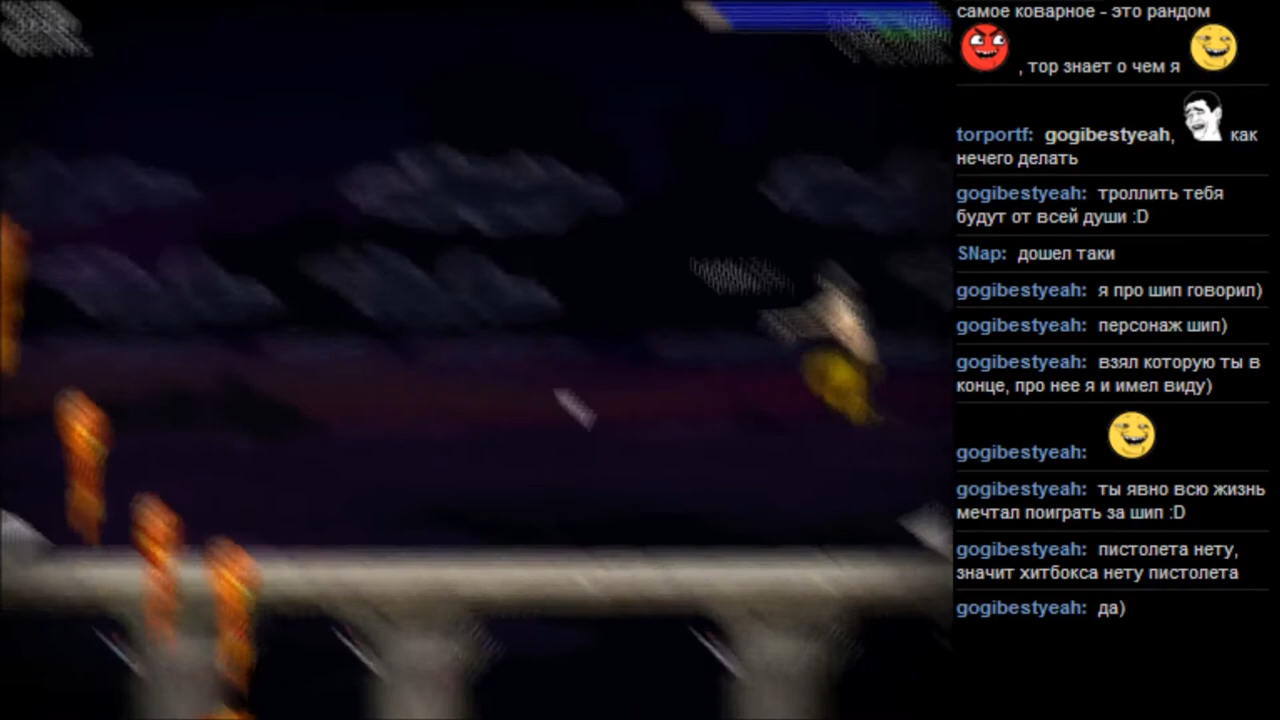 самое коварное - это рандом
, тор знает о чем я
torportf: gogibestyeah, как
нечего делать
gogibestyeah: троллить тебя
будут от всей души :D
SNap: дошел таки
gogibestyeah: я про шип говорил)
gogibestyeah: персонаж шип)
gogibestyeah: взял которую ты в
конце, про нее я и имел виду)
gogibestyeah:
gogibestyeah: ты явно всю жизнь
мечтал поиграть за шип :D
gogibestyeah: пистолета нету,
значит хитбокса нету пистолета
gogibestyeah: да)